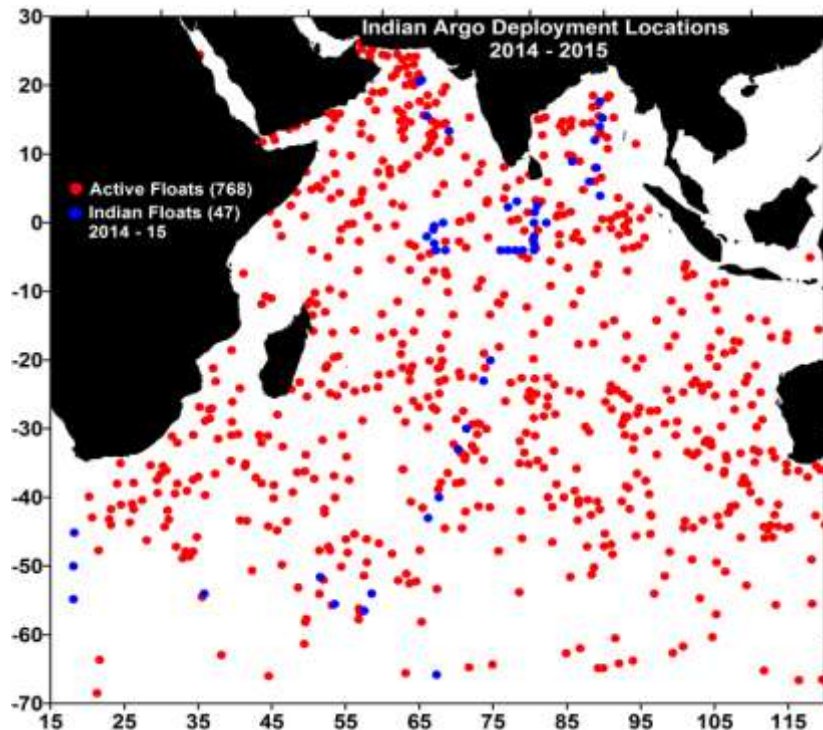 Indian Argo Deployment Locations
2014 - 2015
Active Floats (768)
Indian Floats (47)
2014 - 15
30
20
10
0
-10
-20
-30
-40
-50
-60
-70
15 25 35 45 55 65 75 85 95 105 115